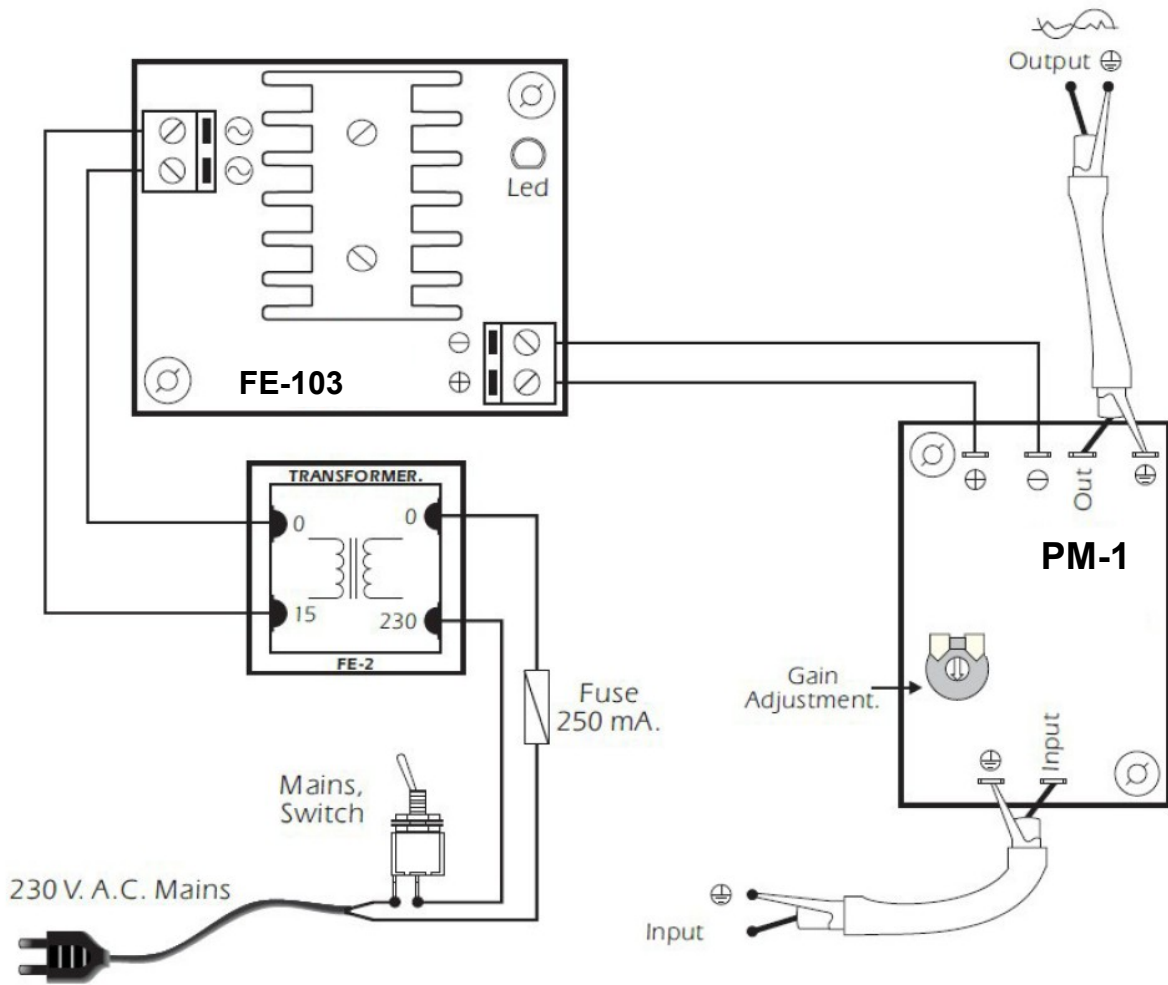 Output
Led
FE-103
TRANSFORMER.
0
0
15
230
FE-2
Out
PM-1
Gain
Adjustment.
Fuse
250 mA.
Mains,
Switch
Input
230 V. A.C. Mains
Input